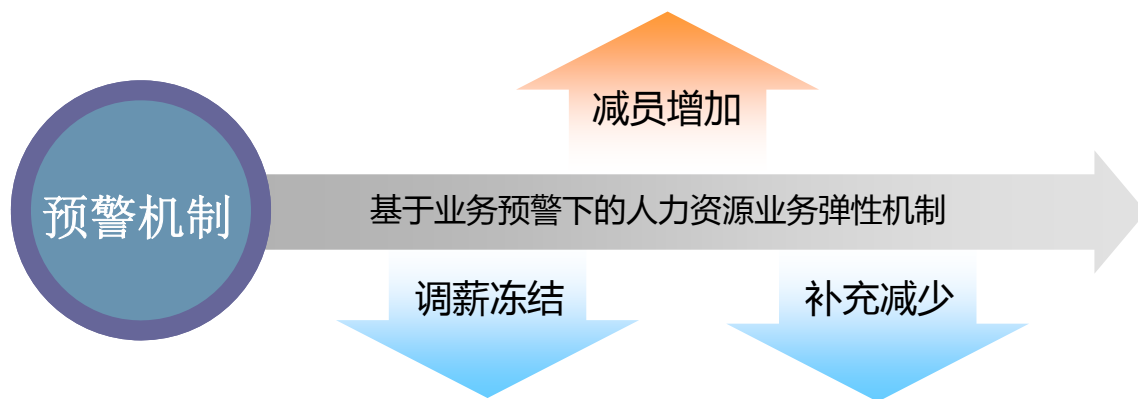 减员增加
预警机制
基于业务预警下的人力资源业务弹性机制
调薪冻结
补充减少